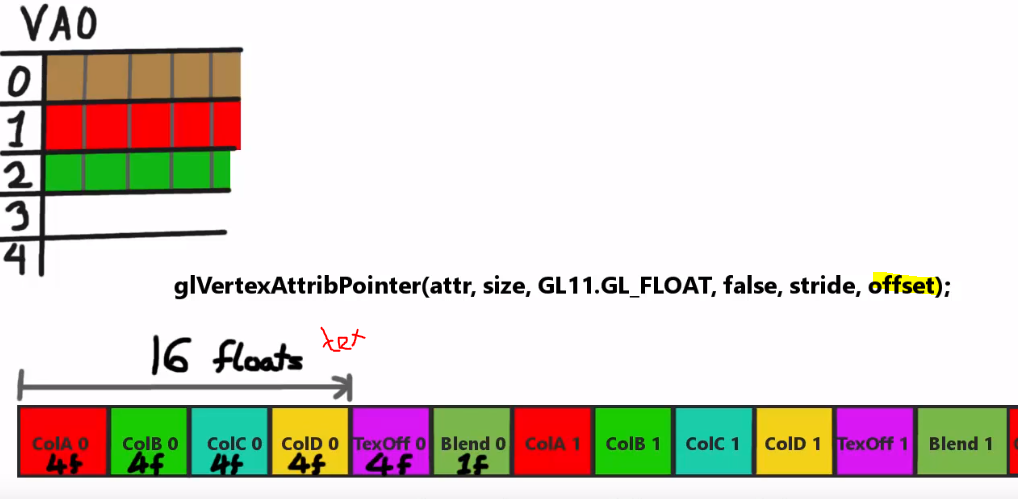 VAO
0
1
2
3
4
glVertexAttribPointer(attr, size, GL11.GL_FLOAT, false, stride, offset);
16 floats tex
ColA 0 ColB 0 ColC 0 ColD 0 TexOff 0 Blend 0 ColA 1 ColB 1 ColC 1 ColD 1 TexOff 1 Blend 1
4f 4f 4f 4f 4f 1f